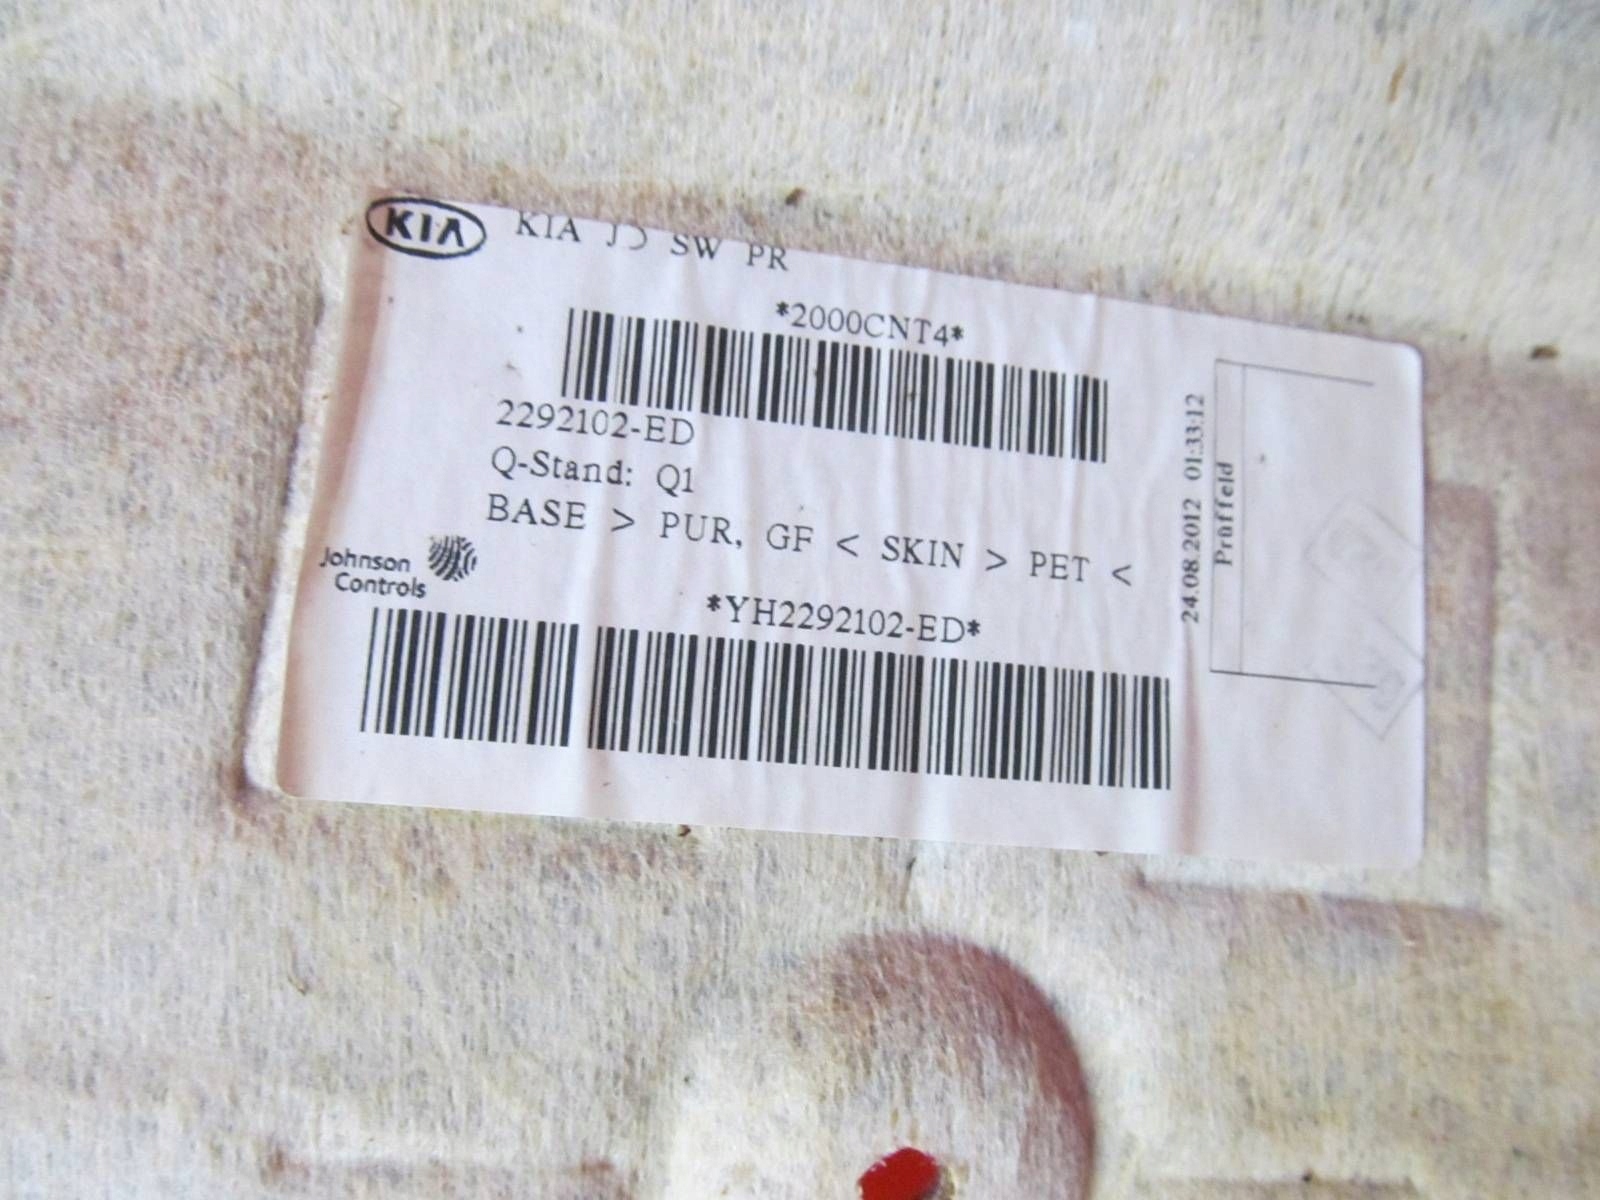 KIA KIA JD SW PR
*2000CNT4*
2292102-ED
Q-Stand: Q1
BASE > PUR, GF < SKIN > PET <
Johnson
Controls
*YH2292102-ED*
24.08.2012 01:33:12
Prüffeld